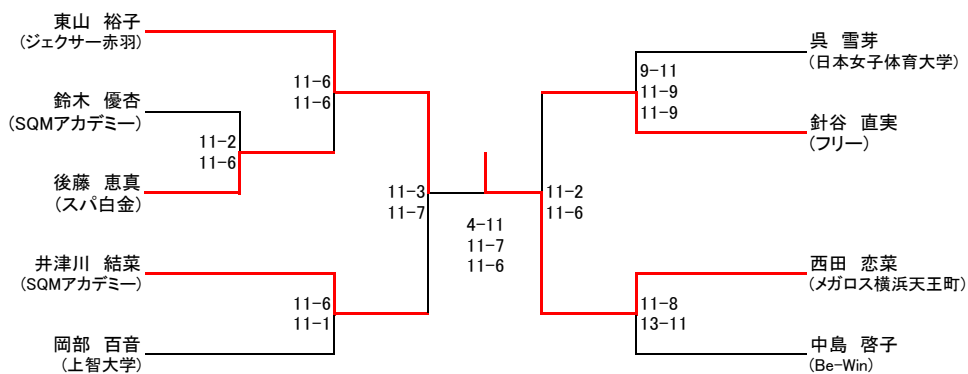 東山 裕子
(ジェクサー赤羽)
11-6
11-6
鈴木 優杏
(SQMアカデミー)
11-2
11-6
後藤 恵真
(スパ白金)
11-3
11-7
井津川 結菜
(SQMアカデミー)
11-6
11-1
岡部 百音
(上智大学)
4-11
11-7
11-6
呉 雪芽
(日本女子体育大学)
9-11
11-9
11-9
針谷 直実
(フリー)
11-2
11-6
西田 恋菜
(メガロス横浜天王町)
11-8
13-11
中島 啓子
(Be-Win)